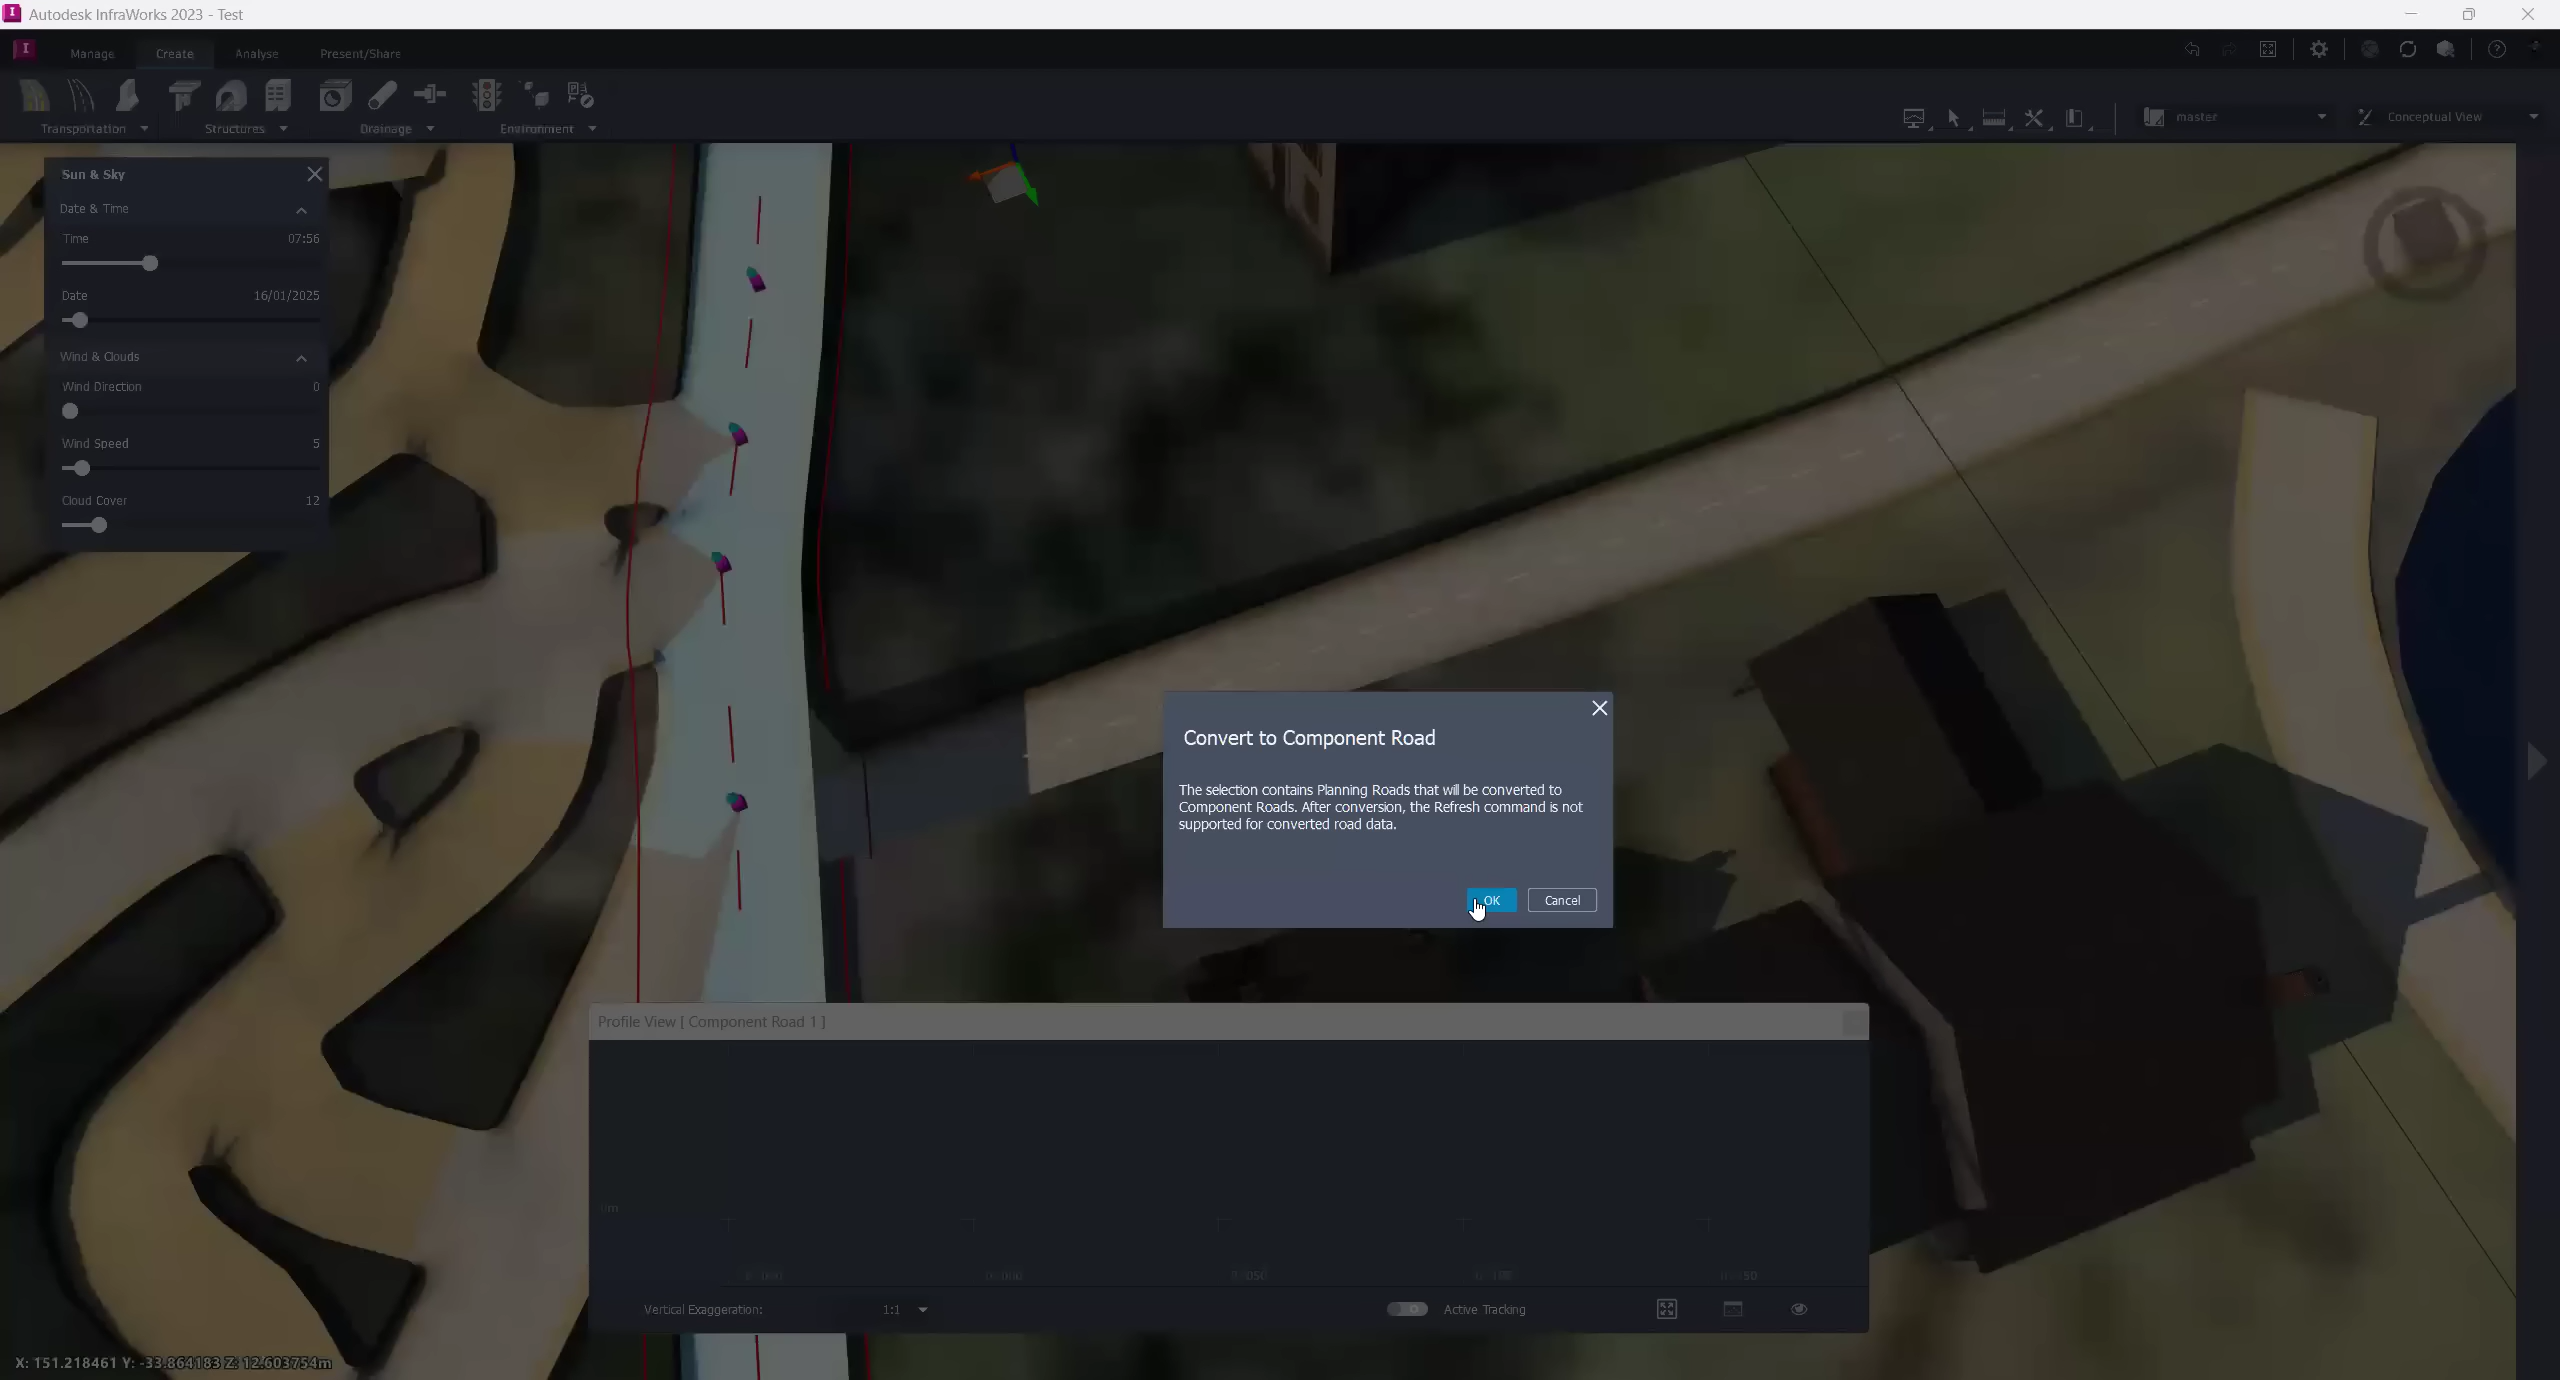 Autodesk InfraWorks 2023 - Test
Manage
Create
Analyse
Present/Share
Transportation
Structures
Drainage
Environment
master
Conceptual View
Sun & Sky
Date & Time
Time 07:56
Date 16/01/2025
Wind & Clouds
Wind Direction 0
Wind Speed 5
Cloud Cover 12
Convert to Component Road
The selection contains Planning Roads that will be converted to
Component Roads. After conversion, the Refresh command is not
supported for converted road data.
OK
Cancel
Profile View [ Component Road 1 ]
Vertical Exaggeration: 1:1
Active Tracking
X: 151.218461 Y: -33.864183 Z: 12.603754m